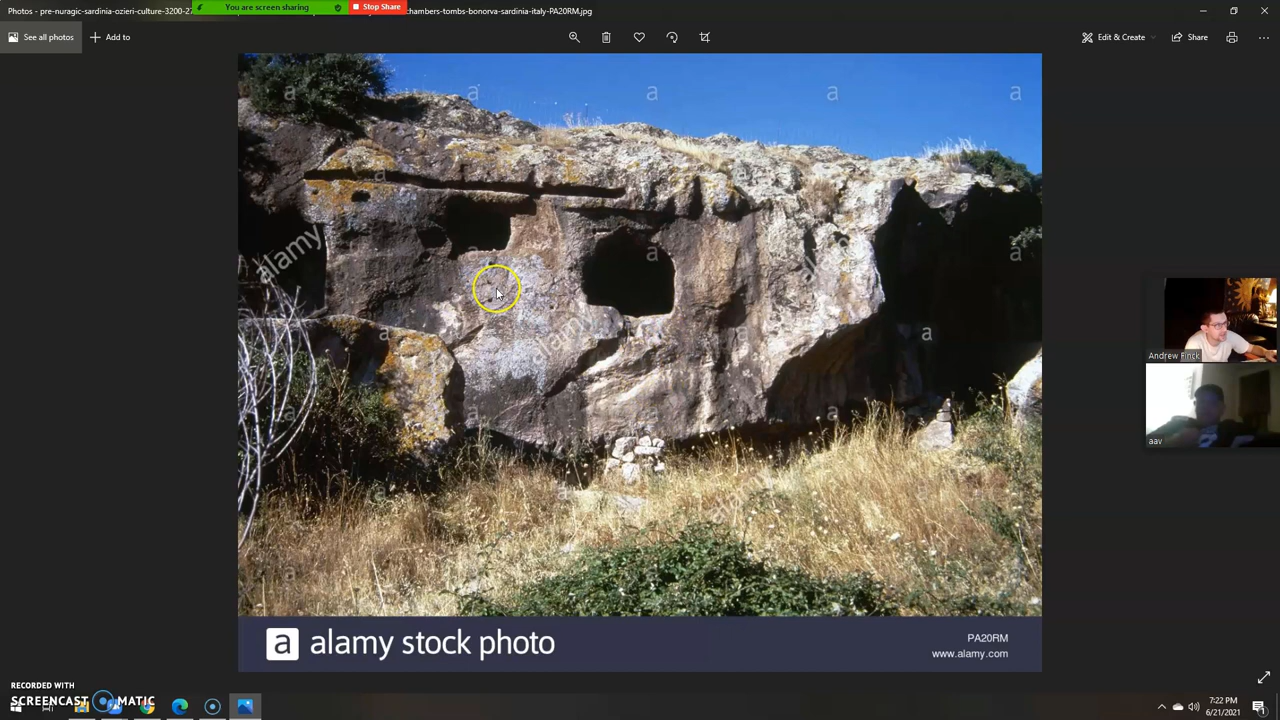 Photos - pre-nuragic-sardinia-ozieri-culture-3200-27
You are screen sharing
Stop Share
chambers-tombs-bonorva-sardinia-italy-PA20RM.jpg
See all photos
Add to
Edit & Create
Share
a a a a a
a a a a
alamy
alamy
a a a
a alamy stock photo
PA20RM
www.alamy.com
Andrew Finck
aav
RECORDED WITH
SCREENCAST MATIC
7:22 PM
6/21/2021